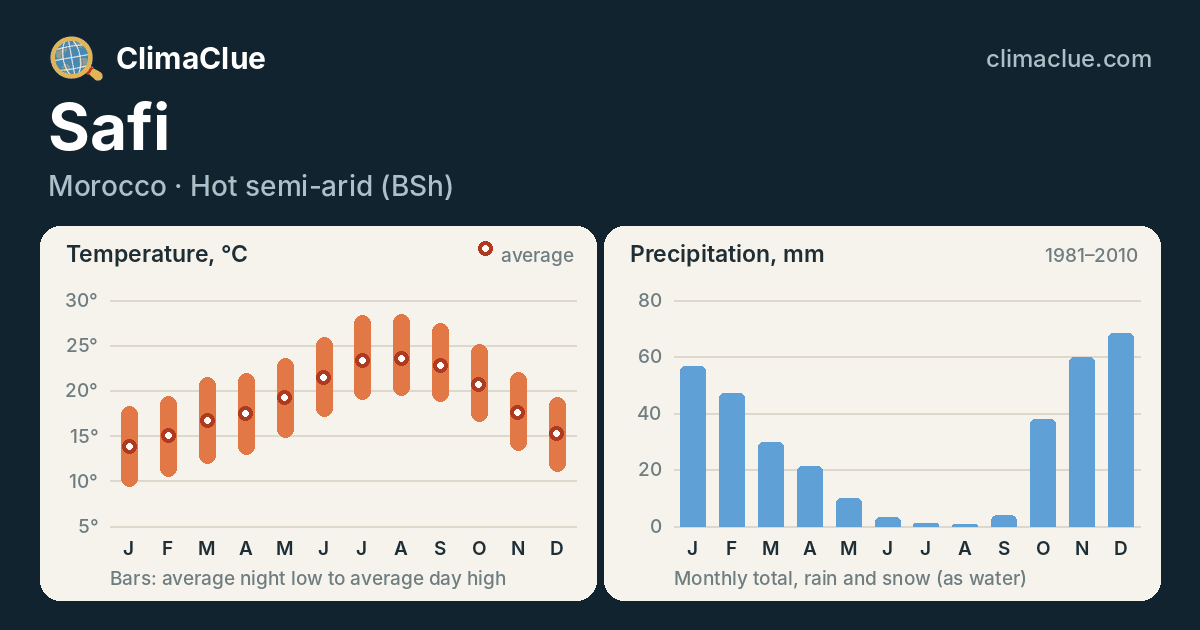 ClimaClue
climaclue.com
Safi
Morocco · Hot semi-arid (BSh)
Temperature, °C
average
30°
25°
20°
15°
10°
5°
J F M A M J J A S O N D
Bars: average night low to average day high
Precipitation, mm
1981–2010
80
60
40
20
0
J F M A M J J A S O N D
Monthly total, rain and snow (as water)